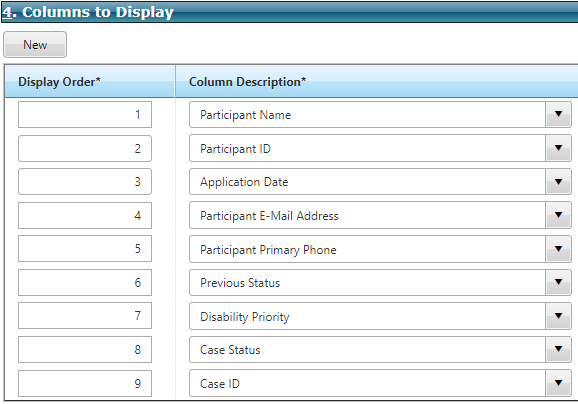 4. Columns to Display
New
Display Order* Column Description*
1 Participant Name
2 Participant ID
3 Application Date
4 Participant E-Mail Address
5 Participant Primary Phone
6 Previous Status
7 Disability Priority
8 Case Status
9 Case ID